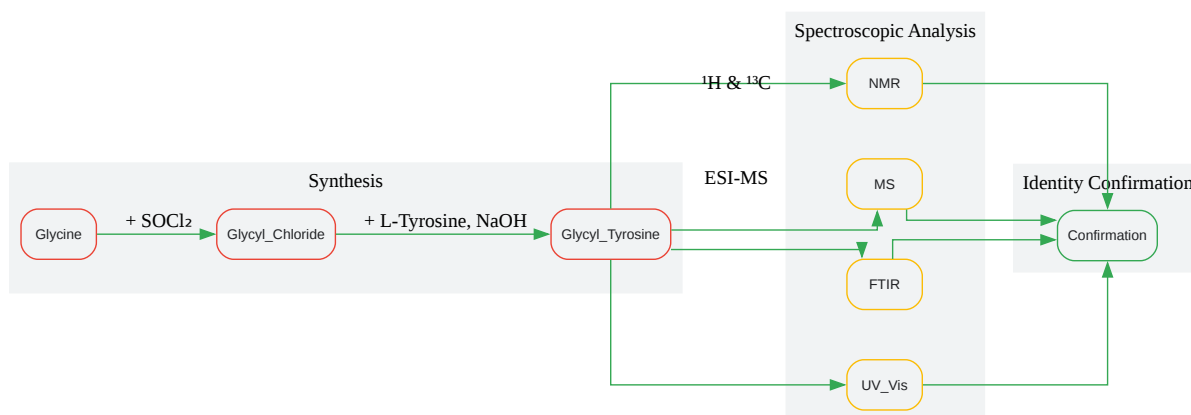 Spectroscopic Analysis
¹H & ¹³C
NMR
Synthesis
ESI-MS
MS
Identity Confirmation
Glycine
+ SOCl₂
Glycyl_Chloride
+ L-Tyrosine, NaOH
Glycyl_Tyrosine
Confirmation
FTIR
UV_Vis